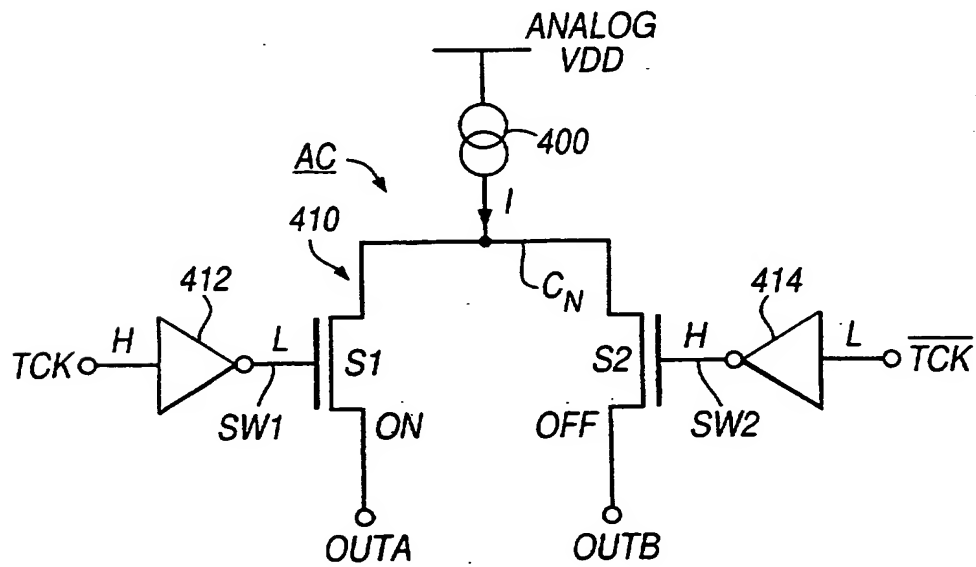 ANALOG
VDD
400
AC
I
410
C_N
412
414
TCK
H
L
S1
S2
H
L
TCK
SW1
ON
OFF
SW2
OUTA
OUTB